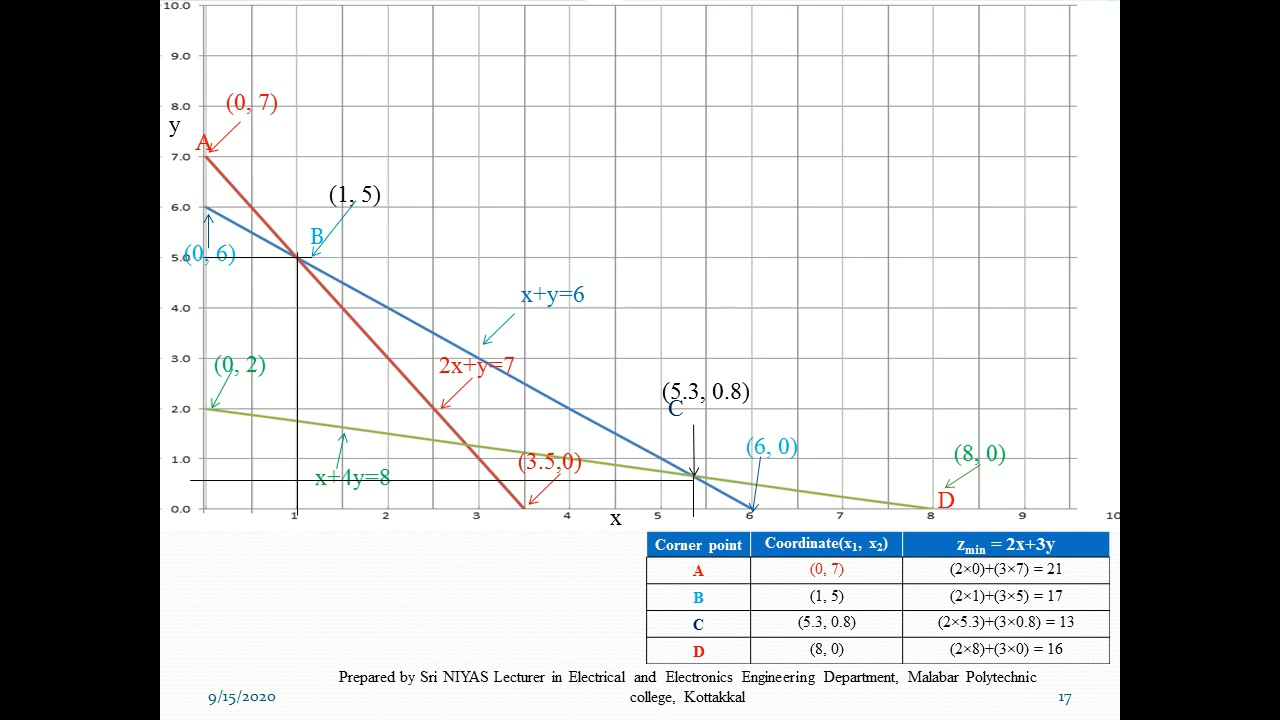 10.0
9.0
8.0
(0, 7)
y
A
7.0
(1, 5)
6.0
B
(0, 6)
5.0
x+y=6
4.0
3.0
(0, 2)
2x+y=7
(5.3, 0.8)
C
2.0
(6, 0)
(8, 0)
1.0
(3.5,0)
x+4y=8
D
0.0
1 2 3 4 5 6 7 8 9 10
x
Corner point Coordinate(x₁, x₂) zₘᵢₙ = 2x+3y
A (0, 7) (2×0)+(3×7) = 21
B (1, 5) (2×1)+(3×5) = 17
C (5.3, 0.8) (2×5.3)+(3×0.8) = 13
D (8, 0) (2×8)+(3×0) = 16
Prepared by Sri NIYAS Lecturer in Electrical and Electronics Engineering Department, Malabar Polytechnic
college, Kottakkal
9/15/2020
17